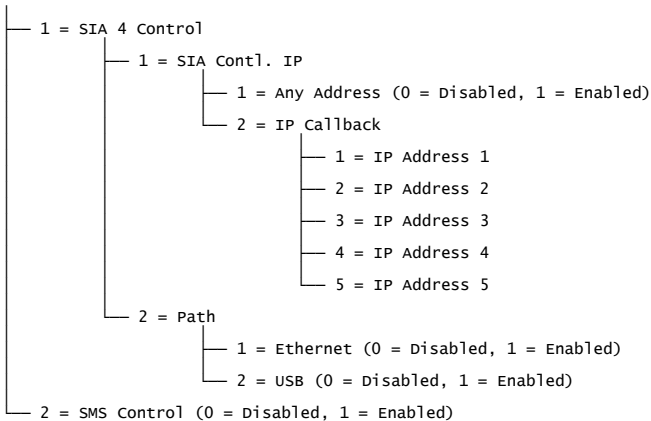 1 = SIA 4 Control
1 = SIA Contl. IP
1 = Any Address (0 = Disabled, 1 = Enabled)
2 = IP Callback
1 = IP Address 1
2 = IP Address 2
3 = IP Address 3
4 = IP Address 4
5 = IP Address 5
2 = Path
1 = Ethernet (0 = Disabled, 1 = Enabled)
2 = USB (0 = Disabled, 1 = Enabled)
2 = SMS Control (0 = Disabled, 1 = Enabled)